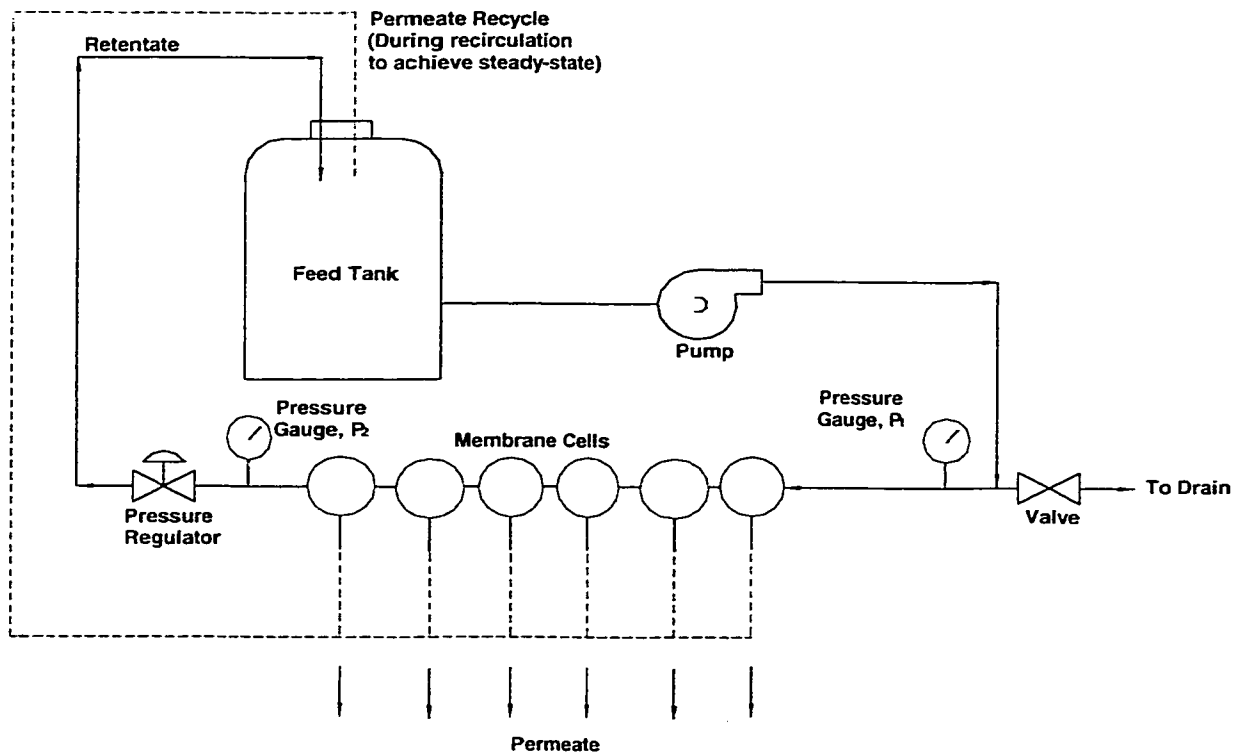 Permeate Recycle
(During recirculation
to achieve steady-state)
Retentate
Feed Tank
Pump
Pressure
Gauge, P2
Membrane Cells
Pressure
Gauge, P1
To Drain
Valve
Pressure
Regulator
Permeate